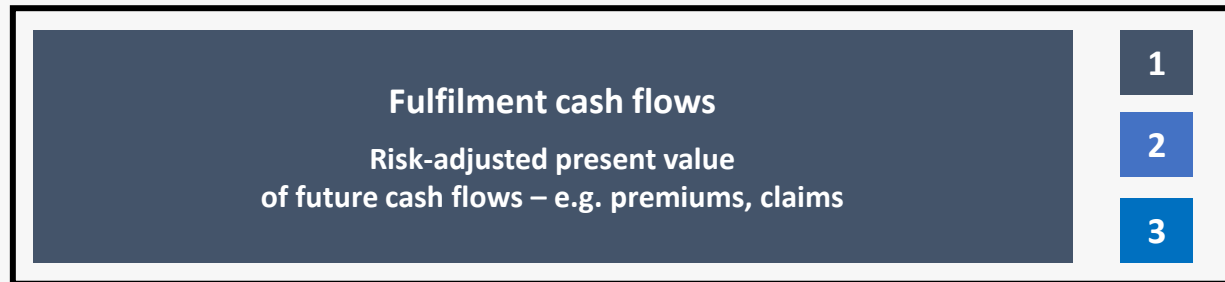 Fulfilment cash flows
Risk-adjusted present value
of future cash flows – e.g. premiums, claims
1
2
3